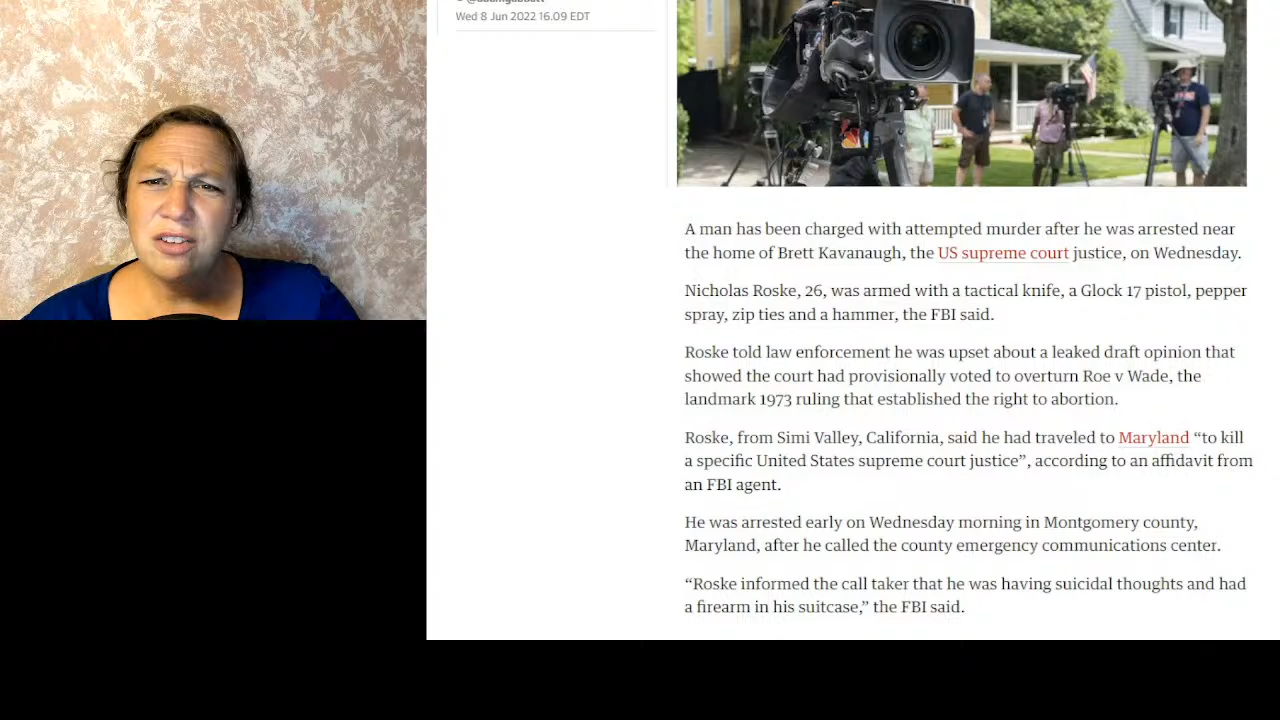 Wed 8 Jun 2022 16.09 EDT
A man has been charged with attempted murder after he was arrested near
the home of Brett Kavanaugh, the US supreme court justice, on Wednesday.
Nicholas Roske, 26, was armed with a tactical knife, a Glock 17 pistol, pepper
spray, zip ties and a hammer, the FBI said.
Roske told law enforcement he was upset about a leaked draft opinion that
showed the court had provisionally voted to overturn Roe v Wade, the
landmark 1973 ruling that established the right to abortion.
Roske, from Simi Valley, California, said he had traveled to Maryland “to kill
a specific United States supreme court justice”, according to an affidavit from
an FBI agent.
He was arrested early on Wednesday morning in Montgomery county,
Maryland, after he called the county emergency communications center.
“Roske informed the call taker that he was having suicidal thoughts and had
a firearm in his suitcase,” the FBI said.